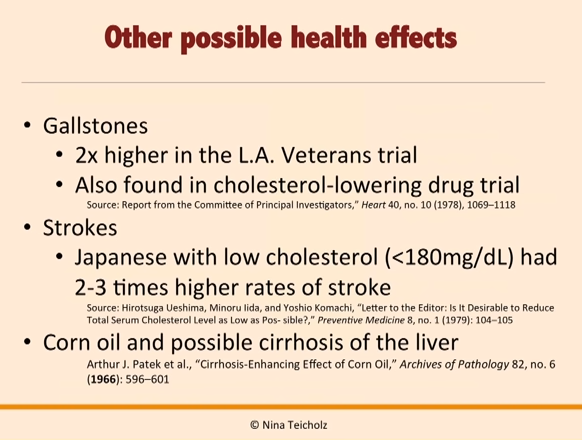 Other possible health effects
• Gallstones
• 2x higher in the L.A. Veterans trial
• Also found in cholesterol-lowering drug trial
Source: Report from the Committee of Principal Investigators,” Heart 40, no. 10 (1978), 1069–1118
• Strokes
• Japanese with low cholesterol (<180mg/dL) had
2-3 times higher rates of stroke
Source: Hirotsuga Ueshima, Minoru Iida, and Yoshio Komachi, “Letter to the Editor: Is It Desirable to Reduce
Total Serum Cholesterol Level as Low as Pos- sible?,” Preventive Medicine 8, no. 1 (1979): 104–105
• Corn oil and possible cirrhosis of the liver
Arthur J. Patek et al., “Cirrhosis-Enhancing Effect of Corn Oil,” Archives of Pathology 82, no. 6
(1966): 596–601
© Nina Teicholz